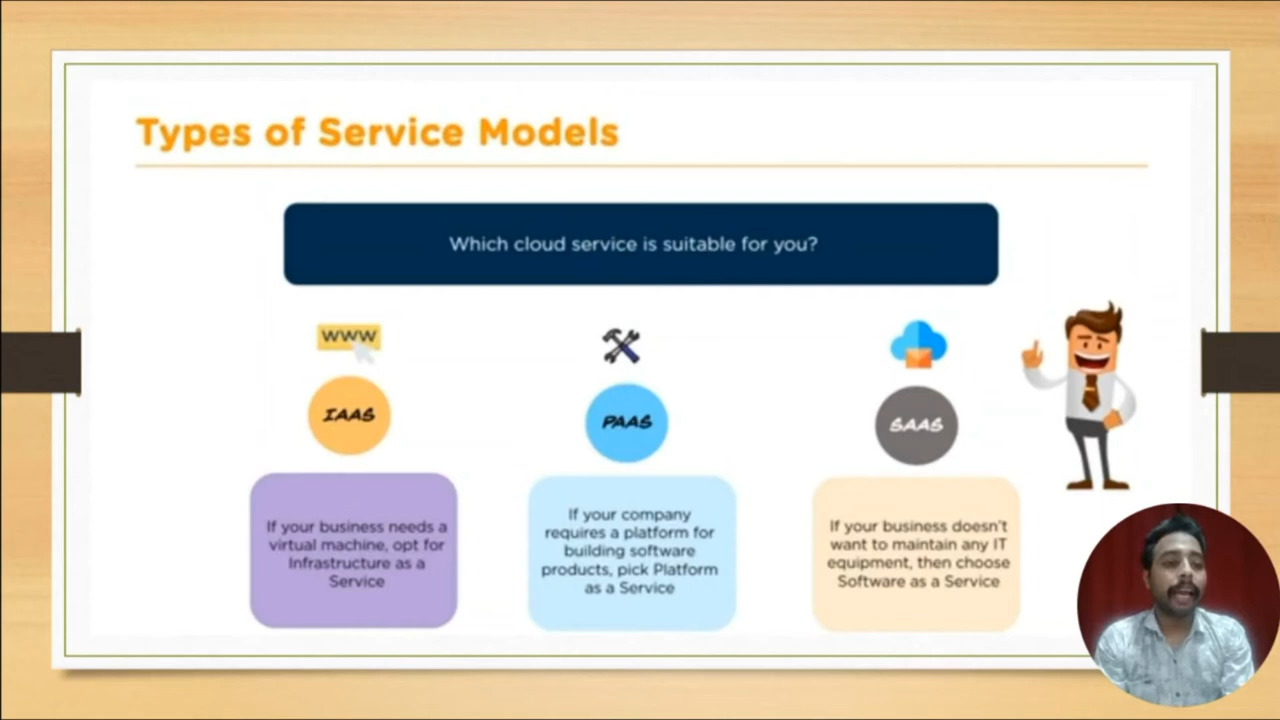 Types of Service Models
Which cloud service is suitable for you?
WWW
IAAS
PAAS
SAAS
If your business needs a
virtual machine, opt for
Infrastructure as a
Service
If your company
requires a platform for
building software
products, pick Platform
as a Service
If your business doesn't
want to maintain any IT
equipment, then choose
Software as a Service